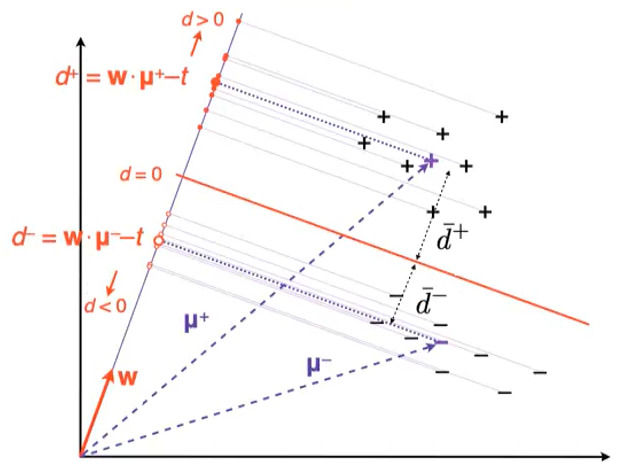 d>0
d⁺ = w·μ⁺–t
d=0
d⁻ = w·μ⁻–t
d<0
w
μ⁺
μ⁻
d̄⁺
d̄⁻